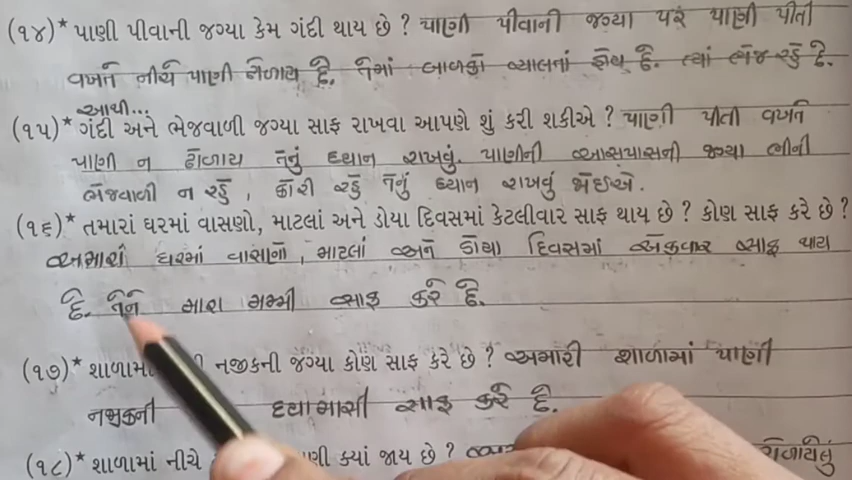 (૧૪)* પાણી પીવાની જગ્યા કેમ ગંદી થાય છે ? પાણી પીવાની જગ્યા પર પાણી પીતી
વખતે નીચે પાણી ઢોળાય છે. તેમાં બાળકો ચાલતાં હોય છે. ત્યાં ભેજ રહે છે.
આથી...
(૧૫)* ગંદી અને ભેજવાળી જગ્યા સાફ રાખવા આપણે શું કરી શકીએ ? પાણી પીતી વખતે
પાણી ન ઢોળાય તેનું ધ્યાન રાખવું. પાણીની આસપાસની જગ્યા ભીની
ભેજવાળી ન રહે, કોરી રહે તેનું ધ્યાન રાખવું જોઈએ.
(૧૬)* તમારાં ઘરમાં વાસણો, માટલાં અને ડોયા દિવસમાં કેટલીવાર સાફ થાય છે ? કોણ સાફ કરે છે ?
અમારાં ઘરમાં વાસણો, માટલાં અને ડોયા દિવસમાં એકવાર સાફ થાય
છે. તેને મારા મમ્મી સાફ કરે છે.
(૧૭)* શાળામાં નજીકની જગ્યા કોણ સાફ કરે છે ? અમારી શાળામાં પાણી
નજીકની દયામાસી સાફ કરે છે.
(૧૮)* શાળામાં નીચે ક્યાં જાય છે ? ઢોળાયેલું